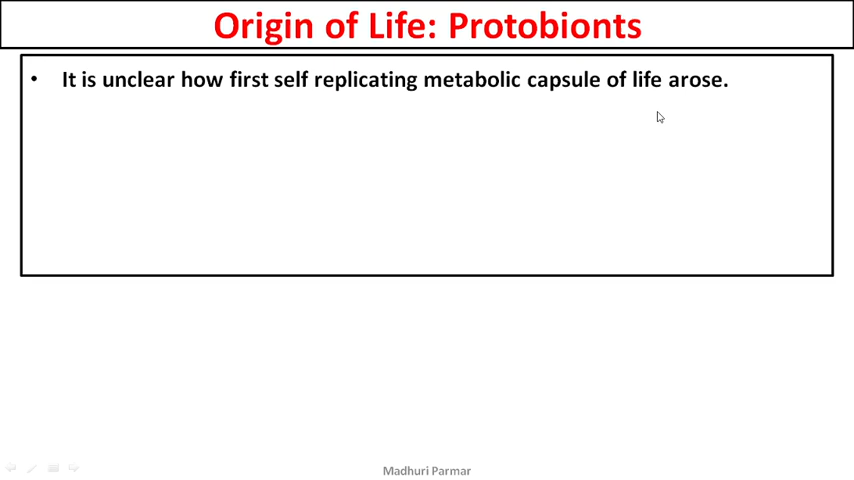 Origin of Life: Protobionts
• It is unclear how first self replicating metabolic capsule of life arose.
Madhuri Parmar